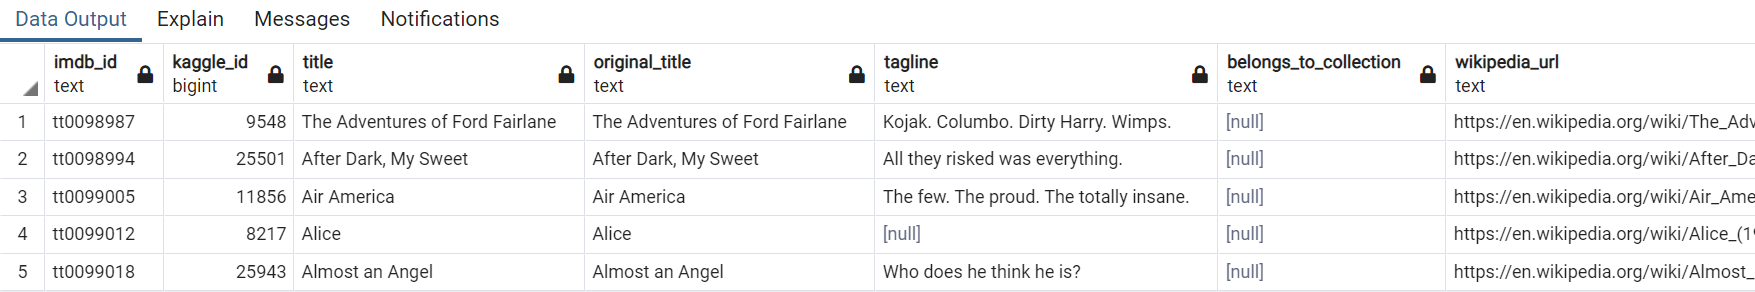 Data Output Explain Messages Notifications
imdb_id kaggle_id title original_title tagline belongs_to_collection wikipedia_url
text bigint text text text text text
1 tt0098987 9548 The Adventures of Ford Fairlane The Adventures of Ford Fairlane Kojak. Columbo. Dirty Harry. Wimps. [null] https://en.wikipedia.org/wiki/The_Adv
2 tt0098994 25501 After Dark, My Sweet After Dark, My Sweet All they risked was everything. [null] https://en.wikipedia.org/wiki/After_Da
3 tt0099005 11856 Air America Air America The few. The proud. The totally insane. [null] https://en.wikipedia.org/wiki/Air_Ame
4 tt0099012 8217 Alice Alice [null] [null] https://en.wikipedia.org/wiki/Alice_(19
5 tt0099018 25943 Almost an Angel Almost an Angel Who does he think he is? [null] https://en.wikipedia.org/wiki/Almost_